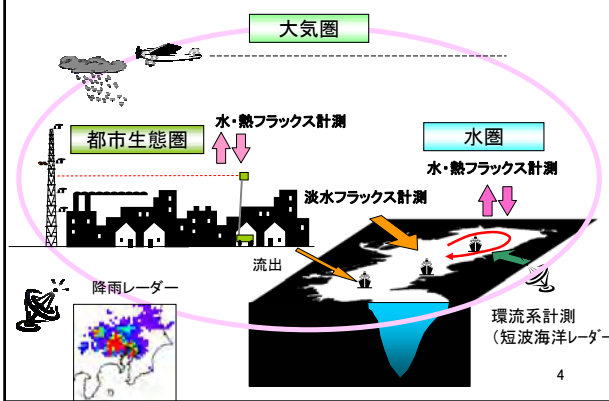 大気圏
水・熱フラックス計測
都市生態圏
水圏
水・熱フラックス計測
淡水フラックス計測
流出
降雨レーダー
環流系計測
(短波海洋レーダー
4